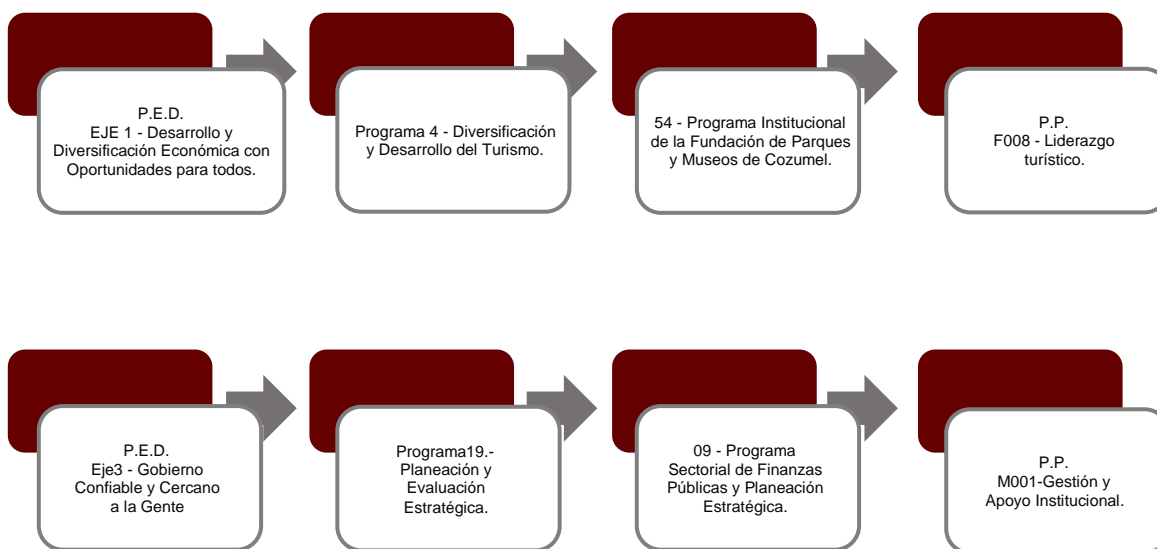 P.E.D.
EJE 1 - Desarrollo y
Diversificación Económica con
Oportunidades para todos.
Programa 4 - Diversificación
y Desarrollo del Turismo.
54 - Programa Institucional
de la Fundación de Parques
y Museos de Cozumel.
P.P.
F008 - Liderazgo
turístico.
P.E.D.
Eje3 - Gobierno
Confiable y Cercano
a la Gente
Programa19.-
Planeación y
Evaluación
Estratégica.
09 - Programa
Sectorial de Finanzas
Públicas y Planeación
Estratégica.
P.P.
M001-Gestión y
Apoyo Institucional.